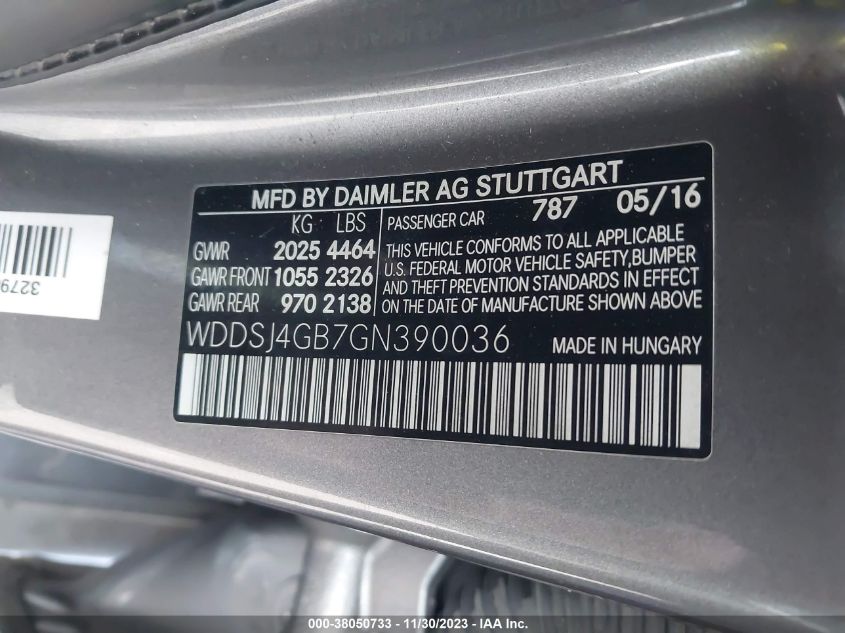 MFD BY DAIMLER AG STUTTGART
KG LBS
GVWR 2025 4464
GAWR FRONT 1055 2326
GAWR REAR 970 2138
PASSENGER CAR 787 05/16
THIS VEHICLE CONFORMS TO ALL APPLICABLE
U.S. FEDERAL MOTOR VEHICLE SAFETY,BUMPER
AND THEFT PREVENTION STANDARDS IN EFFECT
ON THE DATE OF MANUFACTURE SHOWN ABOVE
WDDSJ4GB7GN390036 MADE IN HUNGARY
000-38050733 - 11/30/2023 - IAAI.COM